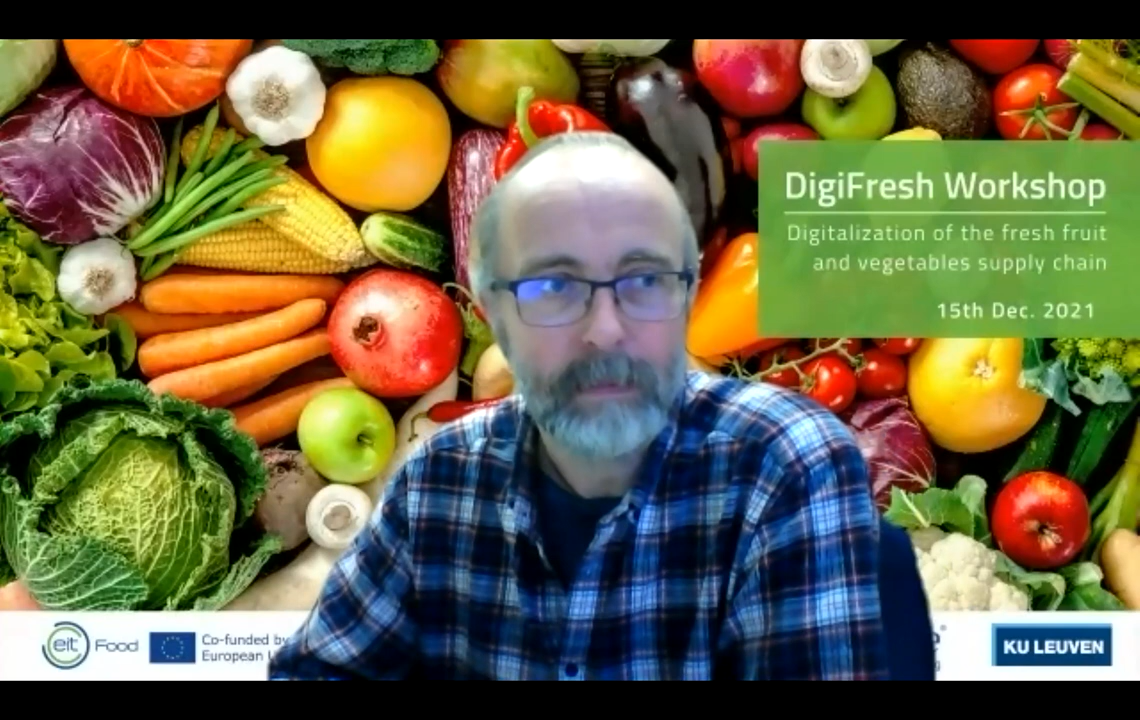 DigiFresh Workshop
Digitalization of the fresh fruit
and vegetables supply chain
15th Dec. 2021
eit Food
Co-funded by
European
KU LEUVEN